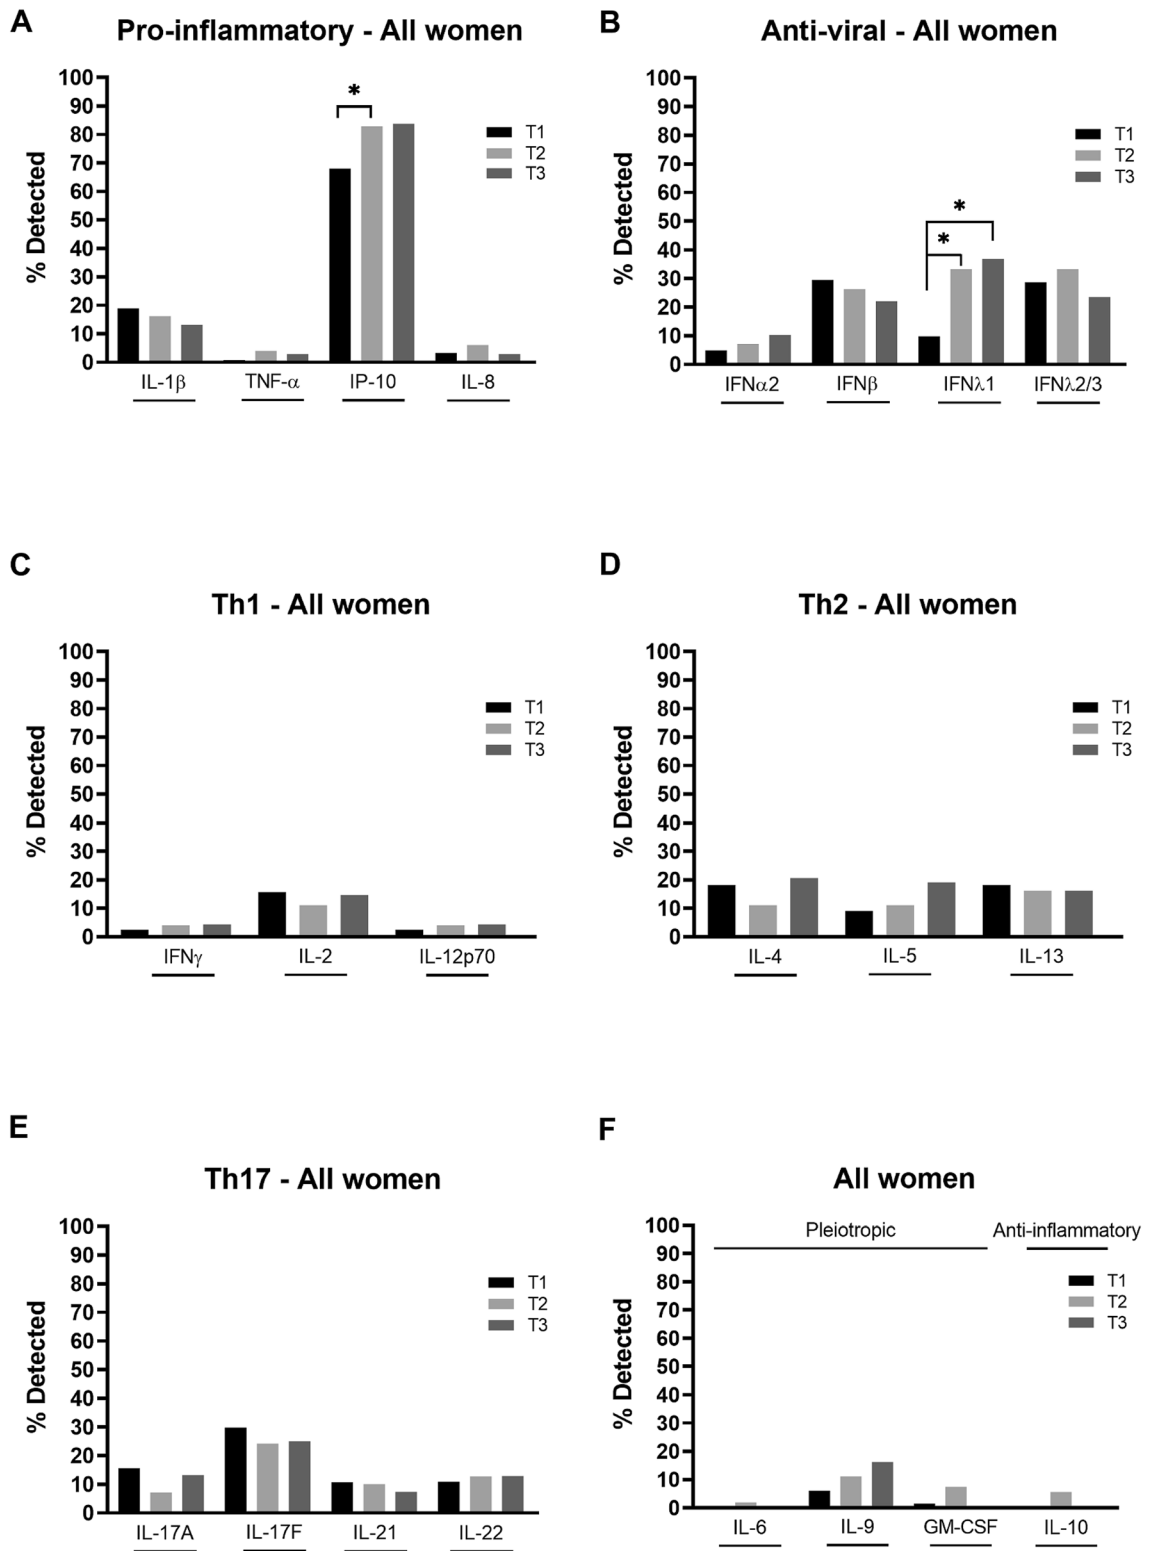 A
Pro-inflammatory - All women
% Detected
100
90
80
70
60
50
40
30
20
10
0
*
T1
T2
T3
IL-1β TNF-α IP-10 IL-8
B
Anti-viral - All women
% Detected
100
90
80
70
60
50
40
30
20
10
0
*
*
T1
T2
T3
IFNα2 IFNβ IFNλ1 IFNλ2/3
C
Th1 - All women
% Detected
100
90
80
70
60
50
40
30
20
10
0
T1
T2
T3
IFNγ IL-2 IL-12p70
D
Th2 - All women
% Detected
100
90
80
70
60
50
40
30
20
10
0
T1
T2
T3
IL-4 IL-5 IL-13
E
Th17 - All women
% Detected
100
90
80
70
60
50
40
30
20
10
0
T1
T2
T3
IL-17A IL-17F IL-21 IL-22
F
All women
% Detected
100
90
80
70
60
50
40
30
20
10
0
Pleiotropic Anti-inflammatory
T1
T2
T3
IL-6 IL-9 GM-CSF IL-10